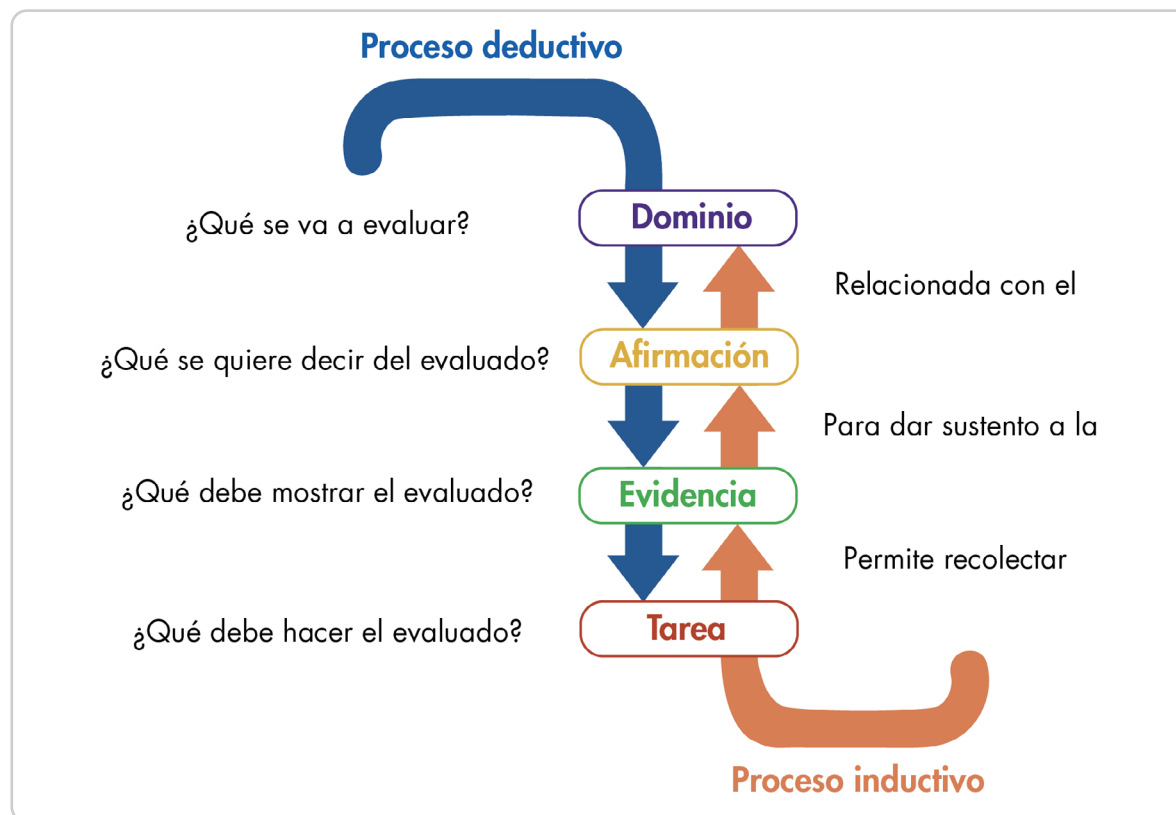 Proceso deductivo
¿Qué se va a evaluar?
Dominio
Relacionada con el
¿Qué se quiere decir del evaluado?
Afirmación
Para dar sustento a la
¿Qué debe mostrar el evaluado?
Evidencia
Permite recolectar
¿Qué debe hacer el evaluado?
Tarea
Proceso inductivo